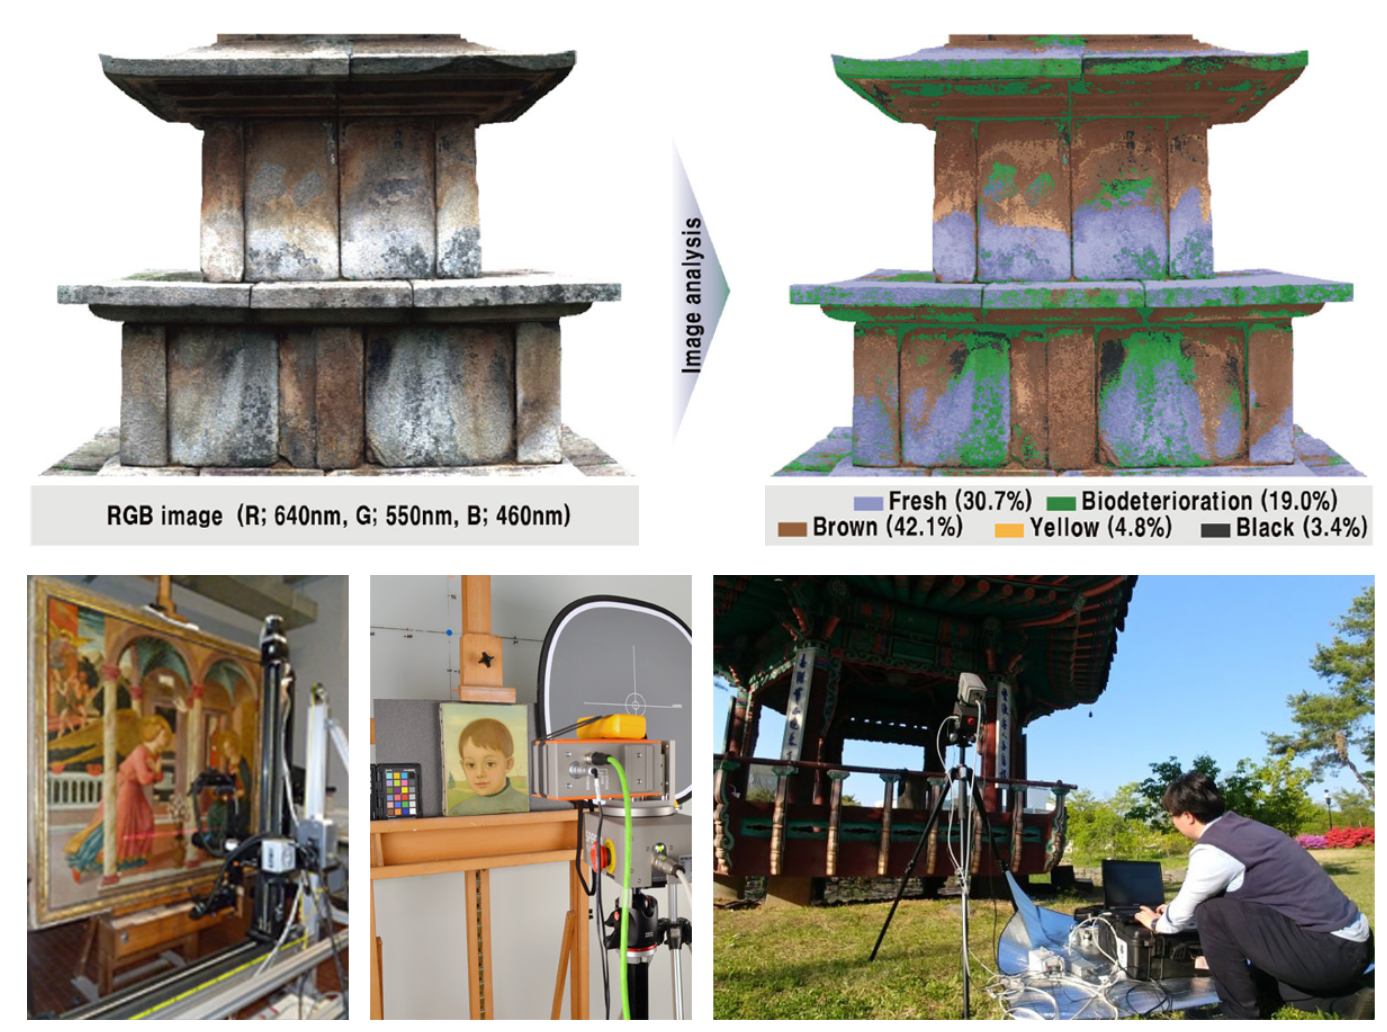 Image analysis
RGB image (R; 640nm, G; 550nm, B; 460nm)
Fresh (30.7%) Biodeterioration (19.0%)
Brown (42.1%) Yellow (4.8%) Black (3.4%)